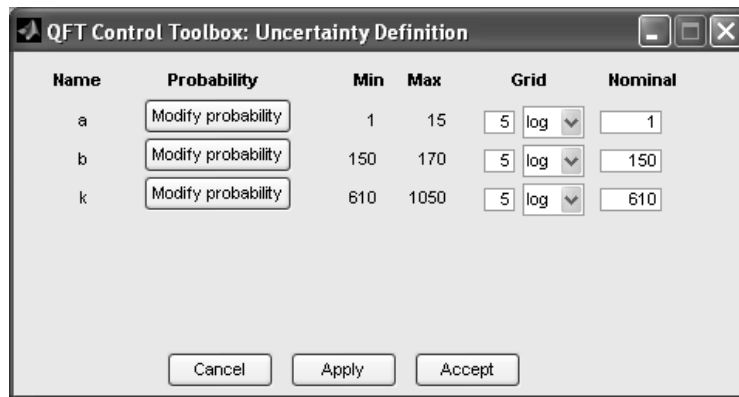 QFT Control Toolbox: Uncertainty Definition
Name Probability Min Max Grid Nominal
a Modify probability 1 15 5 log 1
b Modify probability 150 170 5 log 150
k Modify probability 610 1050 5 log 610
Cancel Apply Accept